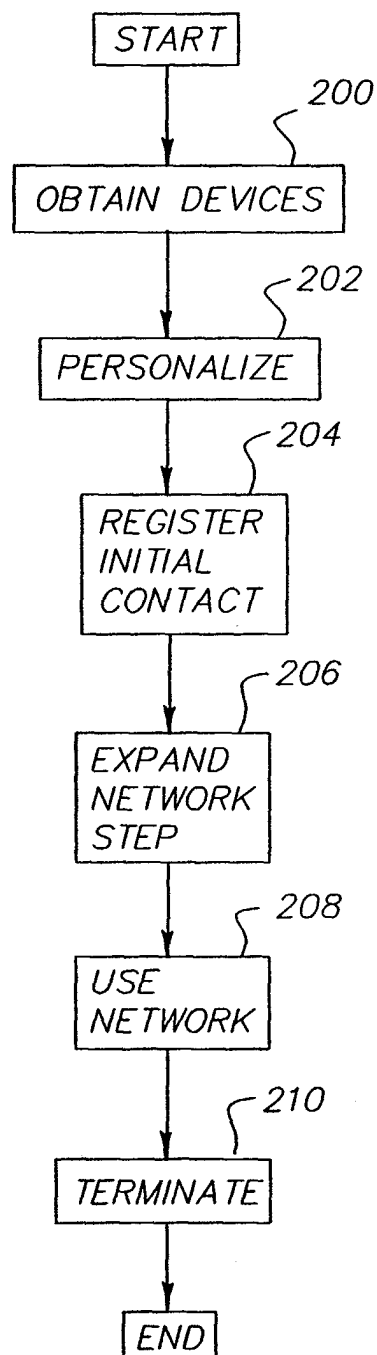 START
200
OBTAIN DEVICES
202
PERSONALIZE
204
REGISTER
INITIAL
CONTACT
206
EXPAND
NETWORK
STEP
208
USE
NETWORK
210
TERMINATE
END